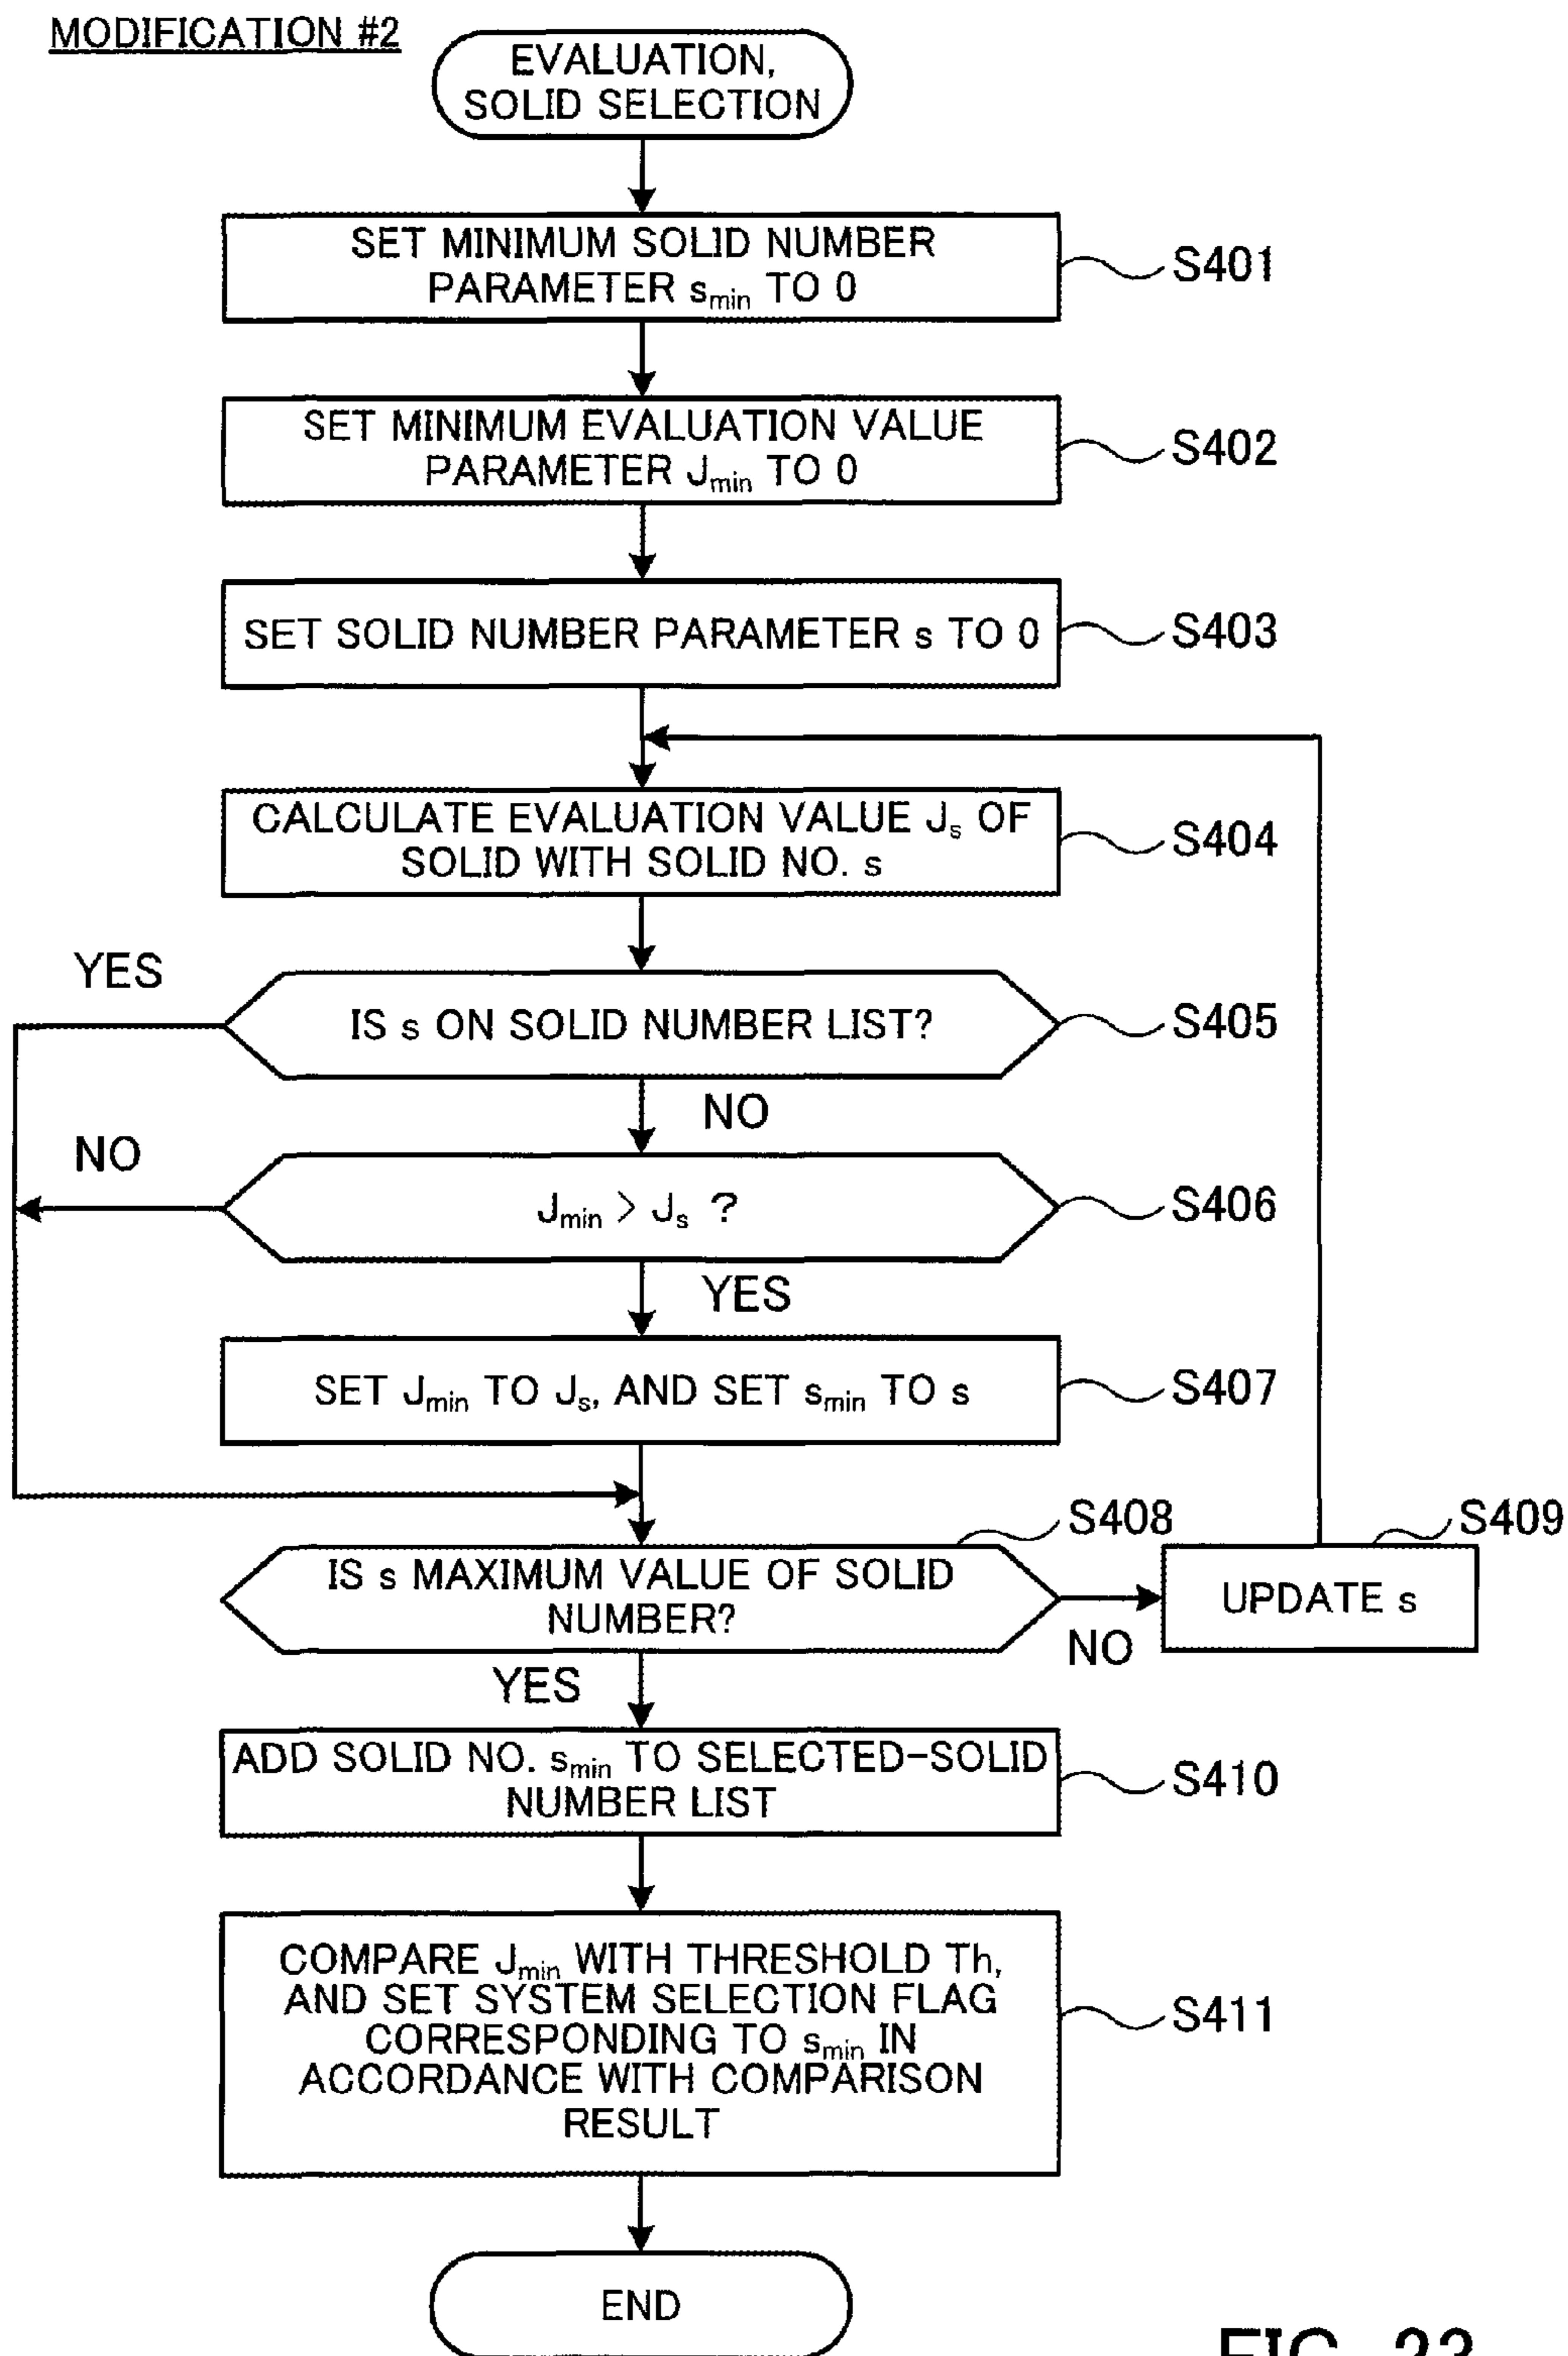 MODIFICATION #2
EVALUATION,
SOLID SELECTION
SET MINIMUM SOLID NUMBER
PARAMETER smin TO 0
S401
SET MINIMUM EVALUATION VALUE
PARAMETER Jmin TO 0
S402
SET SOLID NUMBER PARAMETER s TO 0
S403
CALCULATE EVALUATION VALUE Js OF
SOLID WITH SOLID NO. s
S404
YES
IS s ON SOLID NUMBER LIST?
S405
NO
NO
Jmin > Js ?
S406
YES
SET Jmin TO Js, AND SET smin TO s
S407
S408
S409
IS s MAXIMUM VALUE OF SOLID
NUMBER?
UPDATE s
NO
YES
ADD SOLID NO. smin TO SELECTED-SOLID
NUMBER LIST
S410
COMPARE Jmin WITH THRESHOLD Th,
AND SET SYSTEM SELECTION FLAG
CORRESPONDING TO smin IN
ACCORDANCE WITH COMPARISON
RESULT
S411
END
FIG. 23